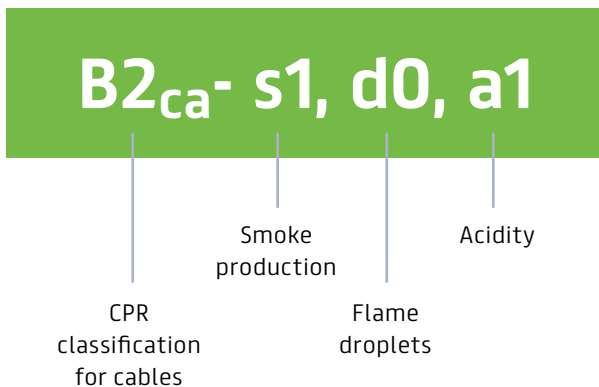 B2ca- s1, d0, a1
Smoke
production
Acidity
CPR
classification
for cables
Flame
droplets